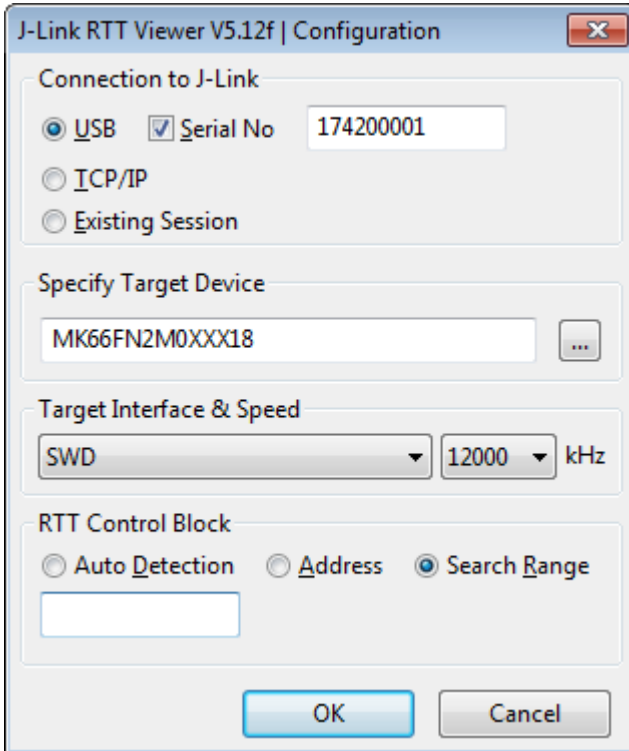 J-Link RTT Viewer V5.12f | Configuration
Connection to J-Link
USB Serial No 174200001
TCP/IP
Existing Session
Specify Target Device
MK66FN2M0XXX18
...
Target Interface & Speed
SWD 12000 kHz
RTT Control Block
Auto Detection Address Search Range
OK Cancel